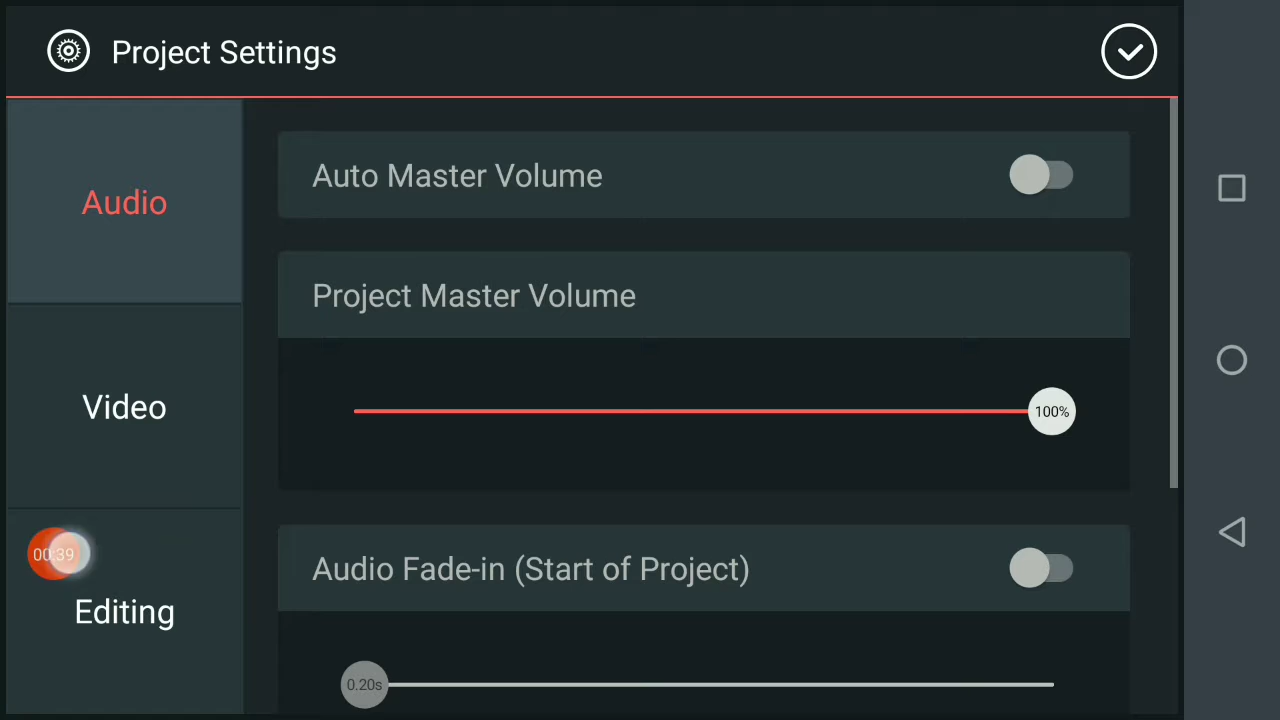 Project Settings
Audio
Auto Master Volume
Project Master Volume
100%
Video
00:39
Audio Fade-in (Start of Project)
Editing
0.20s